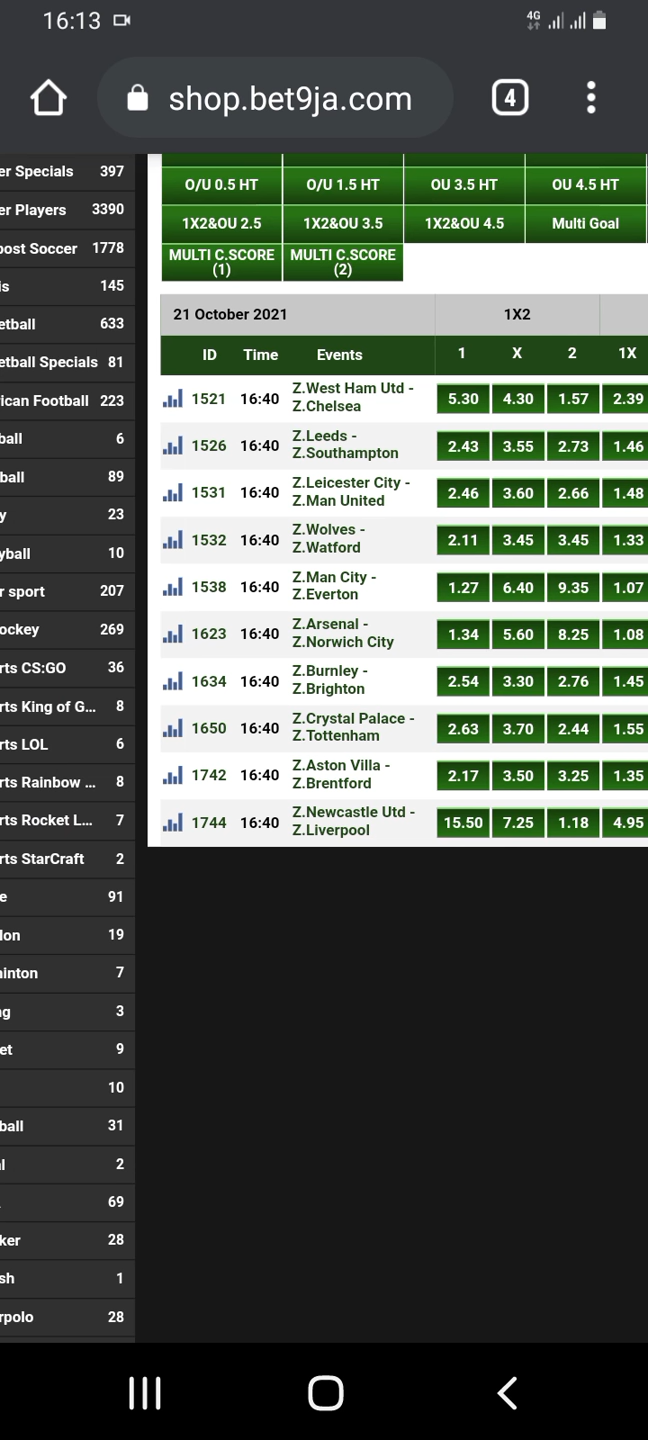 16:13
4G
shop.bet9ja.com
4
er Specials 397
er Players 3390
post Soccer 1778
is 145
etball 633
etball Specials 81
ican Football 223
ball 6
ball 89
y 23
yball 10
r sport 207
ockey 269
rts CS:GO 36
rts King of G... 8
rts LOL 6
rts Rainbow ... 8
rts Rocket L... 7
rts StarCraft 2
e 91
lon 19
inton 7
ng 3
et 9
10
ball 31
l 2
69
ker 28
sh 1
rpolo 28
O/U 0.5 HT O/U 1.5 HT OU 3.5 HT OU 4.5 HT
1X2&OU 2.5 1X2&OU 3.5 1X2&OU 4.5 Multi Goal
MULTI C.SCORE (1) MULTI C.SCORE (2)
21 October 2021 1X2
ID Time Events 1 X 2 1X
1521 16:40 Z.West Ham Utd - Z.Chelsea 5.30 4.30 1.57 2.39
1526 16:40 Z.Leeds - Z.Southampton 2.43 3.55 2.73 1.46
1531 16:40 Z.Leicester City - Z.Man United 2.46 3.60 2.66 1.48
1532 16:40 Z.Wolves - Z.Watford 2.11 3.45 3.45 1.33
1538 16:40 Z.Man City - Z.Everton 1.27 6.40 9.35 1.07
1623 16:40 Z.Arsenal - Z.Norwich City 1.34 5.60 8.25 1.08
1634 16:40 Z.Burnley - Z.Brighton 2.54 3.30 2.76 1.45
1650 16:40 Z.Crystal Palace - Z.Tottenham 2.63 3.70 2.44 1.55
1742 16:40 Z.Aston Villa - Z.Brentford 2.17 3.50 3.25 1.35
1744 16:40 Z.Newcastle Utd - Z.Liverpool 15.50 7.25 1.18 4.95